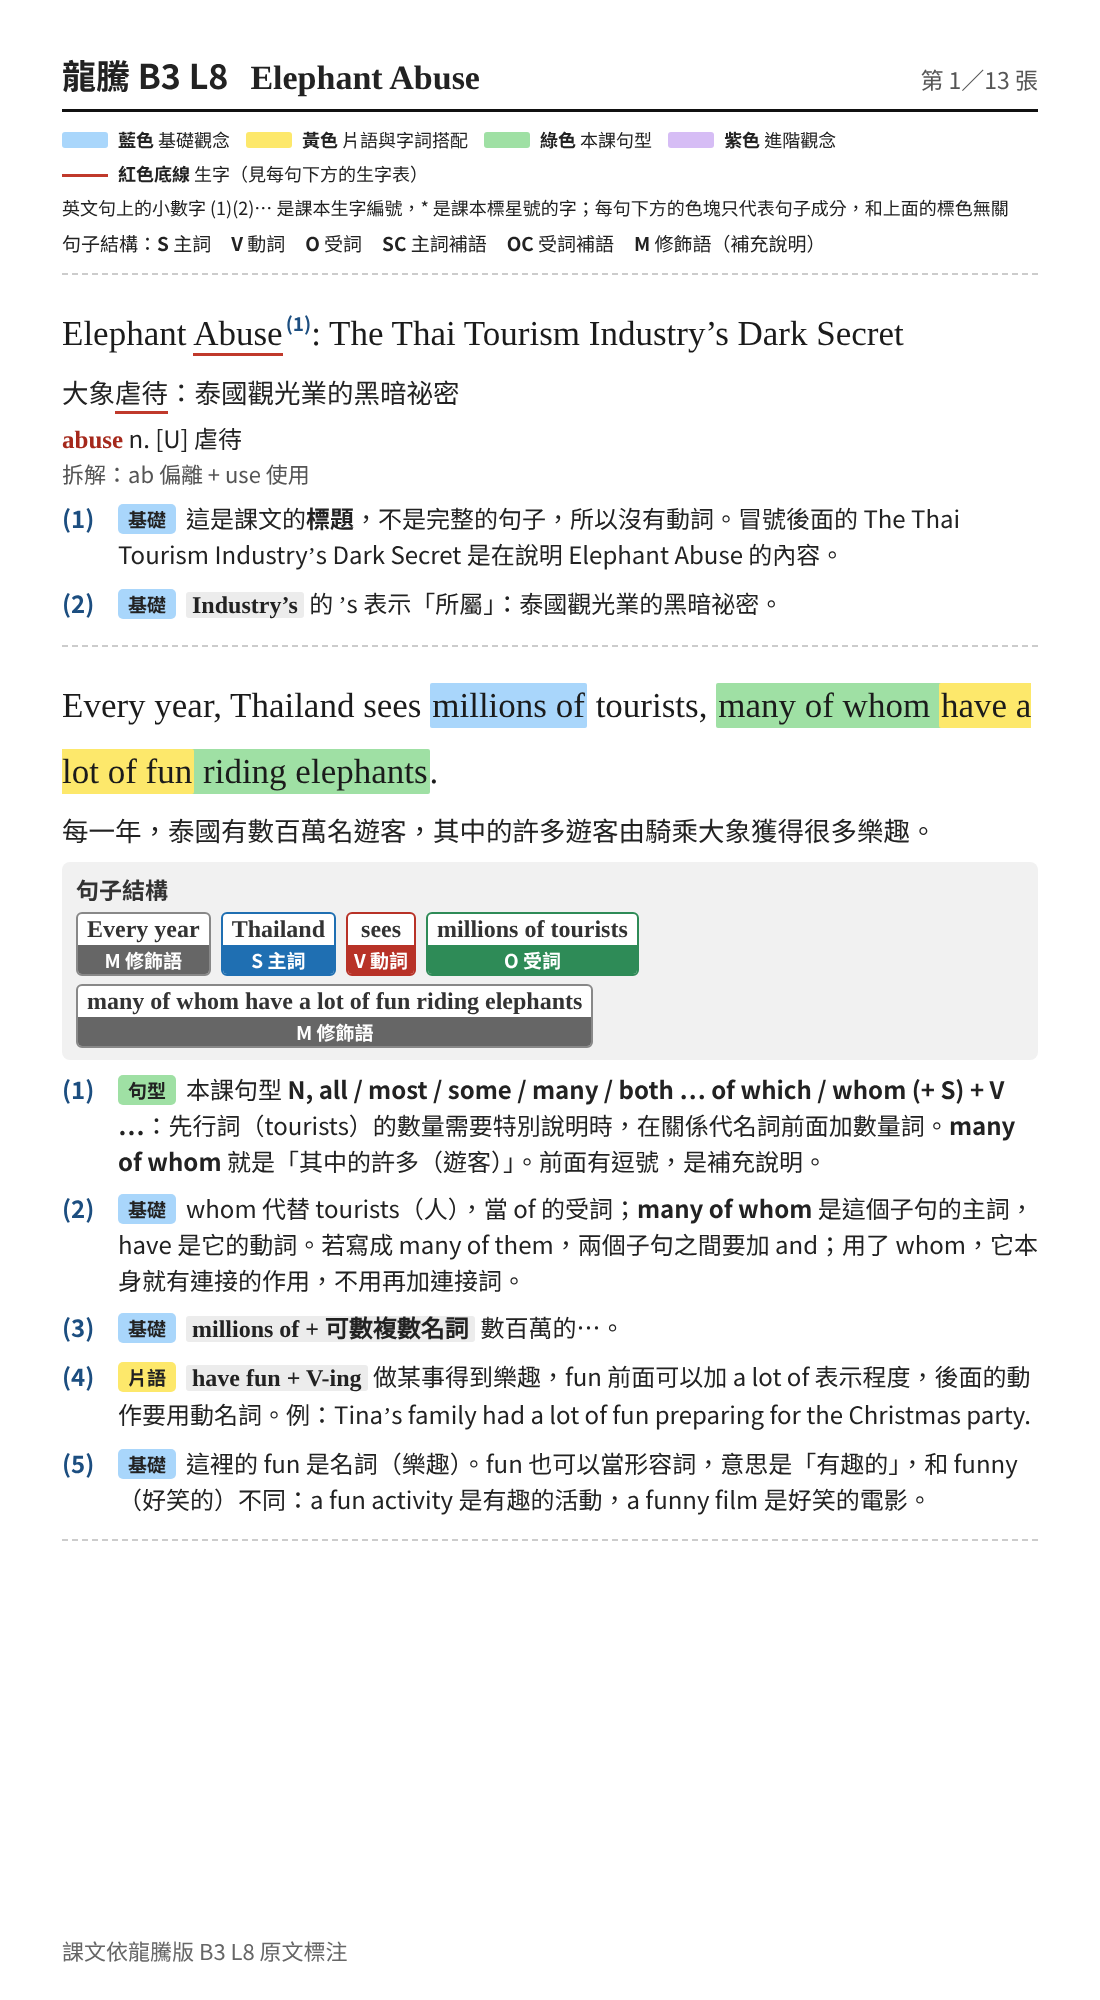 龍騰 B3 L8 Elephant Abuse
第 1／13 張
藍色 基礎觀念 黃色 片語與字詞搭配 綠色 本課句型 紫色 進階觀念
紅色底線 生字（見每句下方的生字表）
英文句上的小數字 (1)(2)⋯ 是課本生字編號，* 是課本標星號的字；每句下方的色塊只代表句子成分，和上面的標色無關
句子結構：S 主詞 V 動詞 O 受詞 SC 主詞補語 OC 受詞補語 M 修飾語（補充說明）
Elephant Abuse(1): The Thai Tourism Industry’s Dark Secret
大象虐待：泰國觀光業的黑暗祕密
abuse n. [U] 虐待
拆解：ab 偏離 + use 使用
(1) 基礎 這是課文的標題，不是完整的句子，所以沒有動詞。冒號後面的 The Thai
Tourism Industry’s Dark Secret 是在說明 Elephant Abuse 的內容。
(2) 基礎 Industry’s 的 ’s 表示「所屬」：泰國觀光業的黑暗祕密。
Every year, Thailand sees millions of tourists, many of whom have a
lot of fun riding elephants.
每一年，泰國有數百萬名遊客，其中的許多遊客由騎乘大象獲得很多樂趣。
句子結構
Every year Thailand sees millions of tourists
M 修飾語 S 主詞 V 動詞 O 受詞
many of whom have a lot of fun riding elephants
M 修飾語
(1) 句型 本課句型 N, all / most / some / many / both … of which / whom (+ S) + V
…：先行詞（tourists）的數量需要特別說明時，在關係代名詞前面加數量詞。many
of whom 就是「其中的許多（遊客）」。前面有逗號，是補充說明。
(2) 基礎 whom 代替 tourists（人），當 of 的受詞；many of whom 是這個子句的主詞，
have 是它的動詞。若寫成 many of them，兩個子句之間要加 and；用了 whom，它本
身就有連接的作用，不用再加連接詞。
(3) 基礎 millions of + 可數複數名詞 數百萬的⋯。
(4) 片語 have fun + V-ing 做某事得到樂趣，fun 前面可以加 a lot of 表示程度，後面的動
作要用動名詞。例：Tina’s family had a lot of fun preparing for the Christmas party.
(5) 基礎 這裡的 fun 是名詞（樂趣）。fun 也可以當形容詞，意思是「有趣的」，和 funny
（好笑的）不同：a fun activity 是有趣的活動，a funny film 是好笑的電影。
課文依龍騰版 B3 L8 原文標注